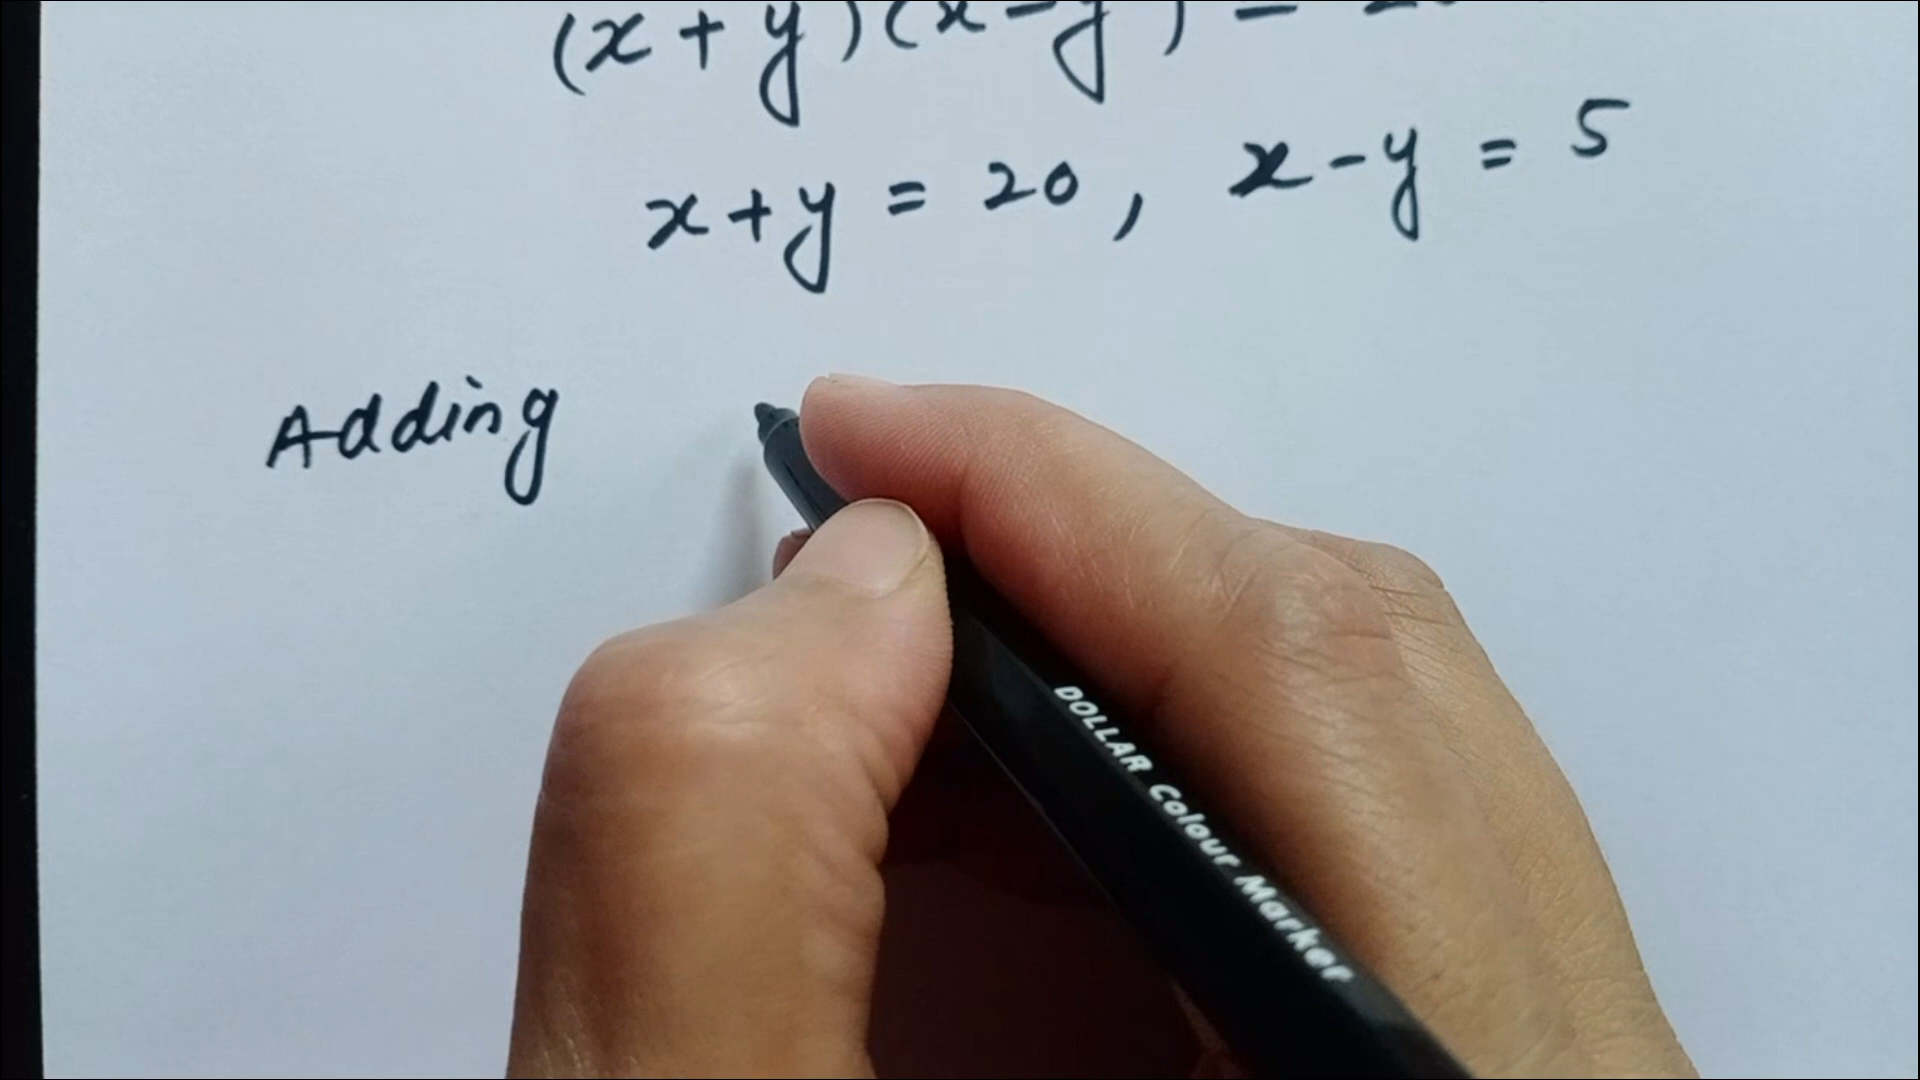 (x + y)(x - y) =
x + y = 20, x - y = 5
Adding
DOLLAR Colour Marker